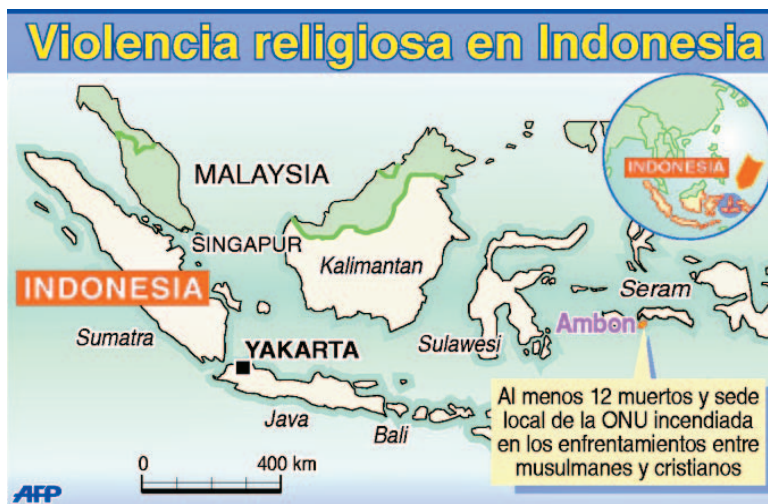 Violencia religiosa en Indonesia
INDONESIA
MALAYSIA
SINGAPUR
Kalimantan
INDONESIA
Seram
Ambon
Sumatra
YAKARTA
Sulawesi
Java
Bali
Al menos 12 muertos y sede
local de la ONU incendiada
en los enfrentamientos entre
musulmanes y cristianos
0 400 km
AFP